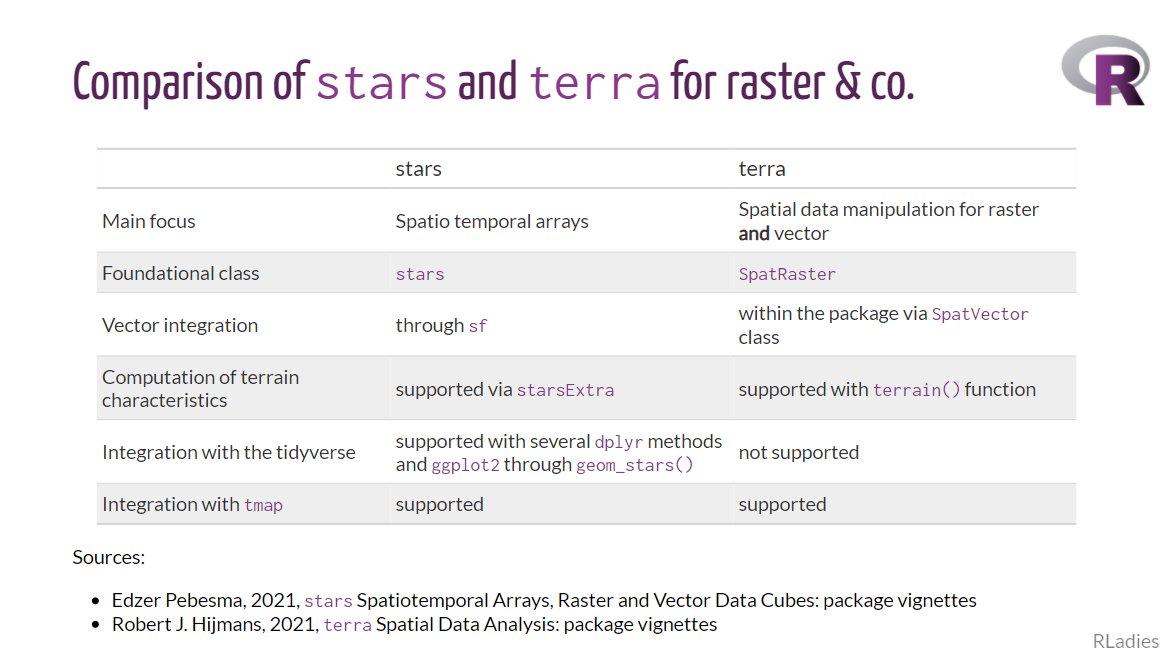 Comparison of stars and terra for raster & co.
R
stars terra
Main focus Spatio temporal arrays Spatial data manipulation for raster
and vector
Foundational class stars SpatRaster
Vector integration through sf within the package via SpatVector
class
Computation of terrain
characteristics supported via starsExtra supported with terrain() function
Integration with the tidyverse supported with several dplyr methods
and ggplot2 through geom_stars() not supported
Integration with tmap supported supported
Sources:
• Edzer Pebesma, 2021, stars Spatiotemporal Arrays, Raster and Vector Data Cubes: package vignettes
• Robert J. Hijmans, 2021, terra Spatial Data Analysis: package vignettes
RLadies